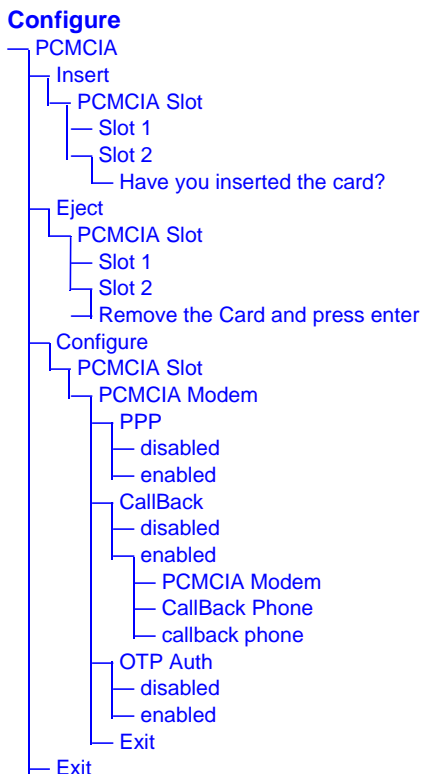 Configure
PCMCIA
Insert
PCMCIA Slot
Slot 1
Slot 2
Have you inserted the card?
Eject
PCMCIA Slot
Slot 1
Slot 2
Remove the Card and press enter
Configure
PCMCIA Slot
PCMCIA Modem
PPP
disabled
enabled
CallBack
disabled
enabled
PCMCIA Modem
CallBack Phone
callback phone
OTP Auth
disabled
enabled
Exit
Exit